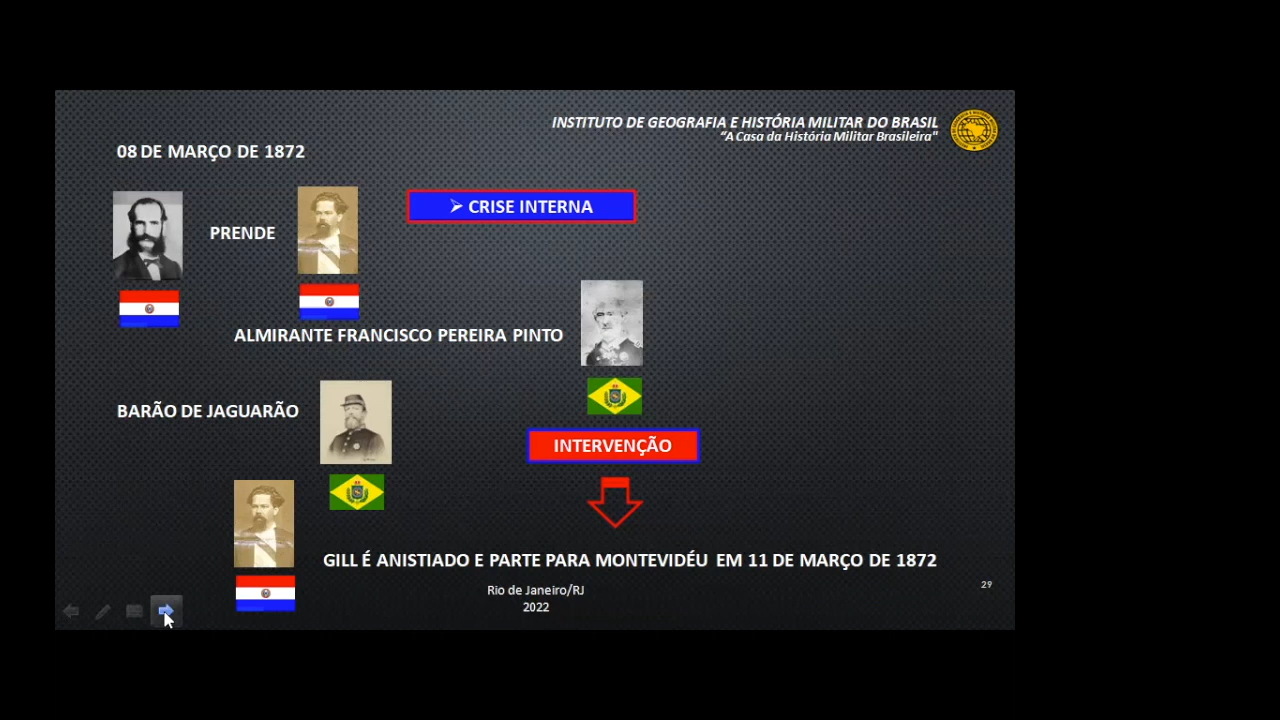 INSTITUTO DE GEOGRAFIA E HISTÓRIA MILITAR DO BRASIL
"A Casa da História Militar Brasileira"
08 DE MARÇO DE 1872
PRENDE
➢ CRISE INTERNA
ALMIRANTE FRANCISCO PEREIRA PINTO
BARÃO DE JAGUARÃO
INTERVENÇÃO
GILL É ANISTIADO E PARTE PARA MONTEVIDÉU EM 11 DE MARÇO DE 1872
Rio de Janeiro/RJ
2022
29